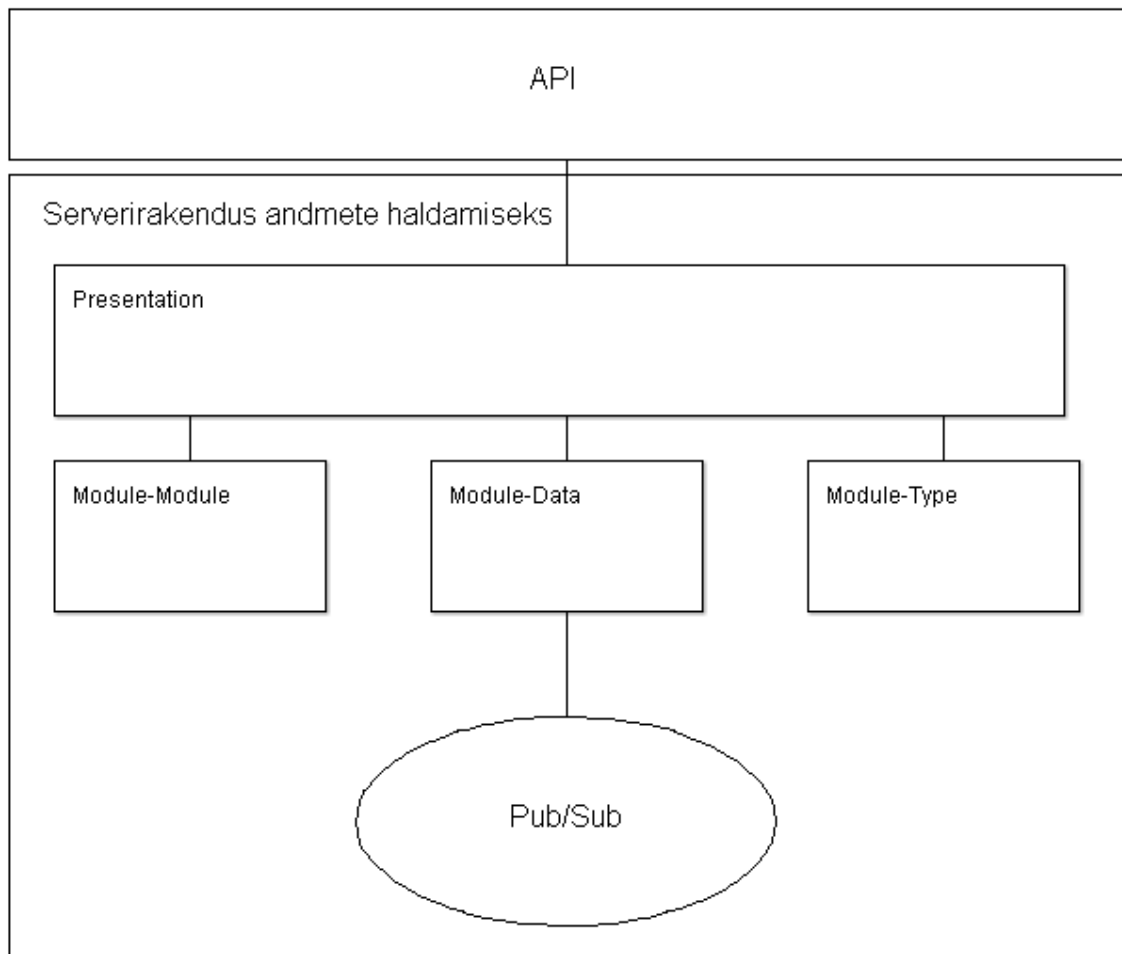 API
Serverirakendus andmete haldamiseks
Presentation
Module-Module
Module-Data
Module-Type
Pub/Sub